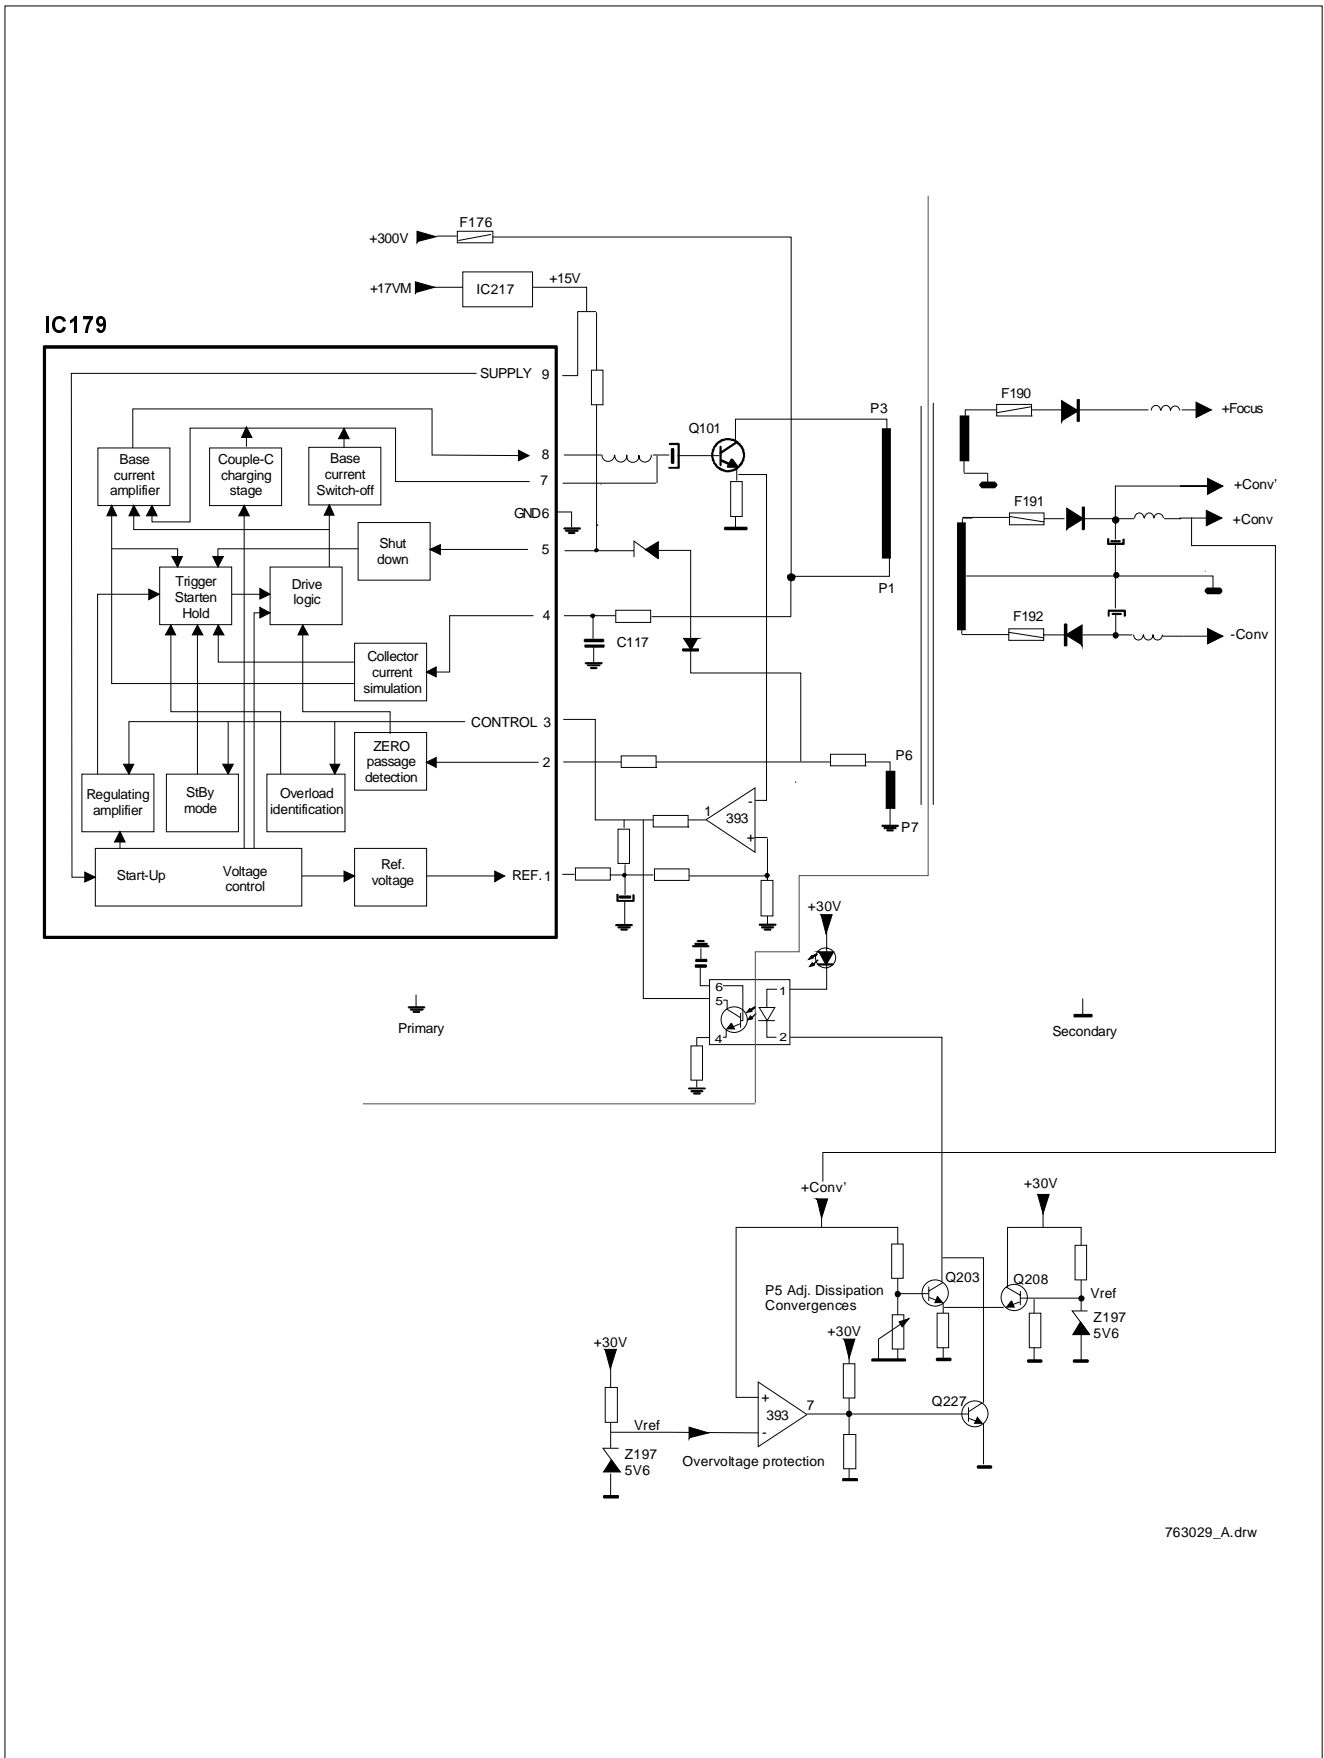 F176
+300V
+17VM
IC217
+15V
IC179
SUPPLY 9
F190
+Focus
P3
Q101
Base
current
amplifier
Couple-C
charging
stage
Base
current
Switch-off
8
7
+Conv'
F191
+Conv
GND6
Shut
down
5
Trigger
Starten
Hold
Drive
logic
P1
4
C117
F192
-Conv
Collector
current
simulation
CONTROL 3
ZERO
passage
detection
2
P6
Regulating
amplifier
StBy
mode
Overload
identification
1
393
-
+
P7
Start-Up
Voltage
control
Ref.
voltage
REF. 1
+30V
6
5
4
1
2
Primary
Secondary
+Conv'
+30V
Q203
Q208
P5 Adj. Dissipation
Convergences
Vref
Z197
5V6
+30V
+30V
+
393
-
7
Q227
Vref
Z197
5V6
Overvoltage protection
763029_A.drw